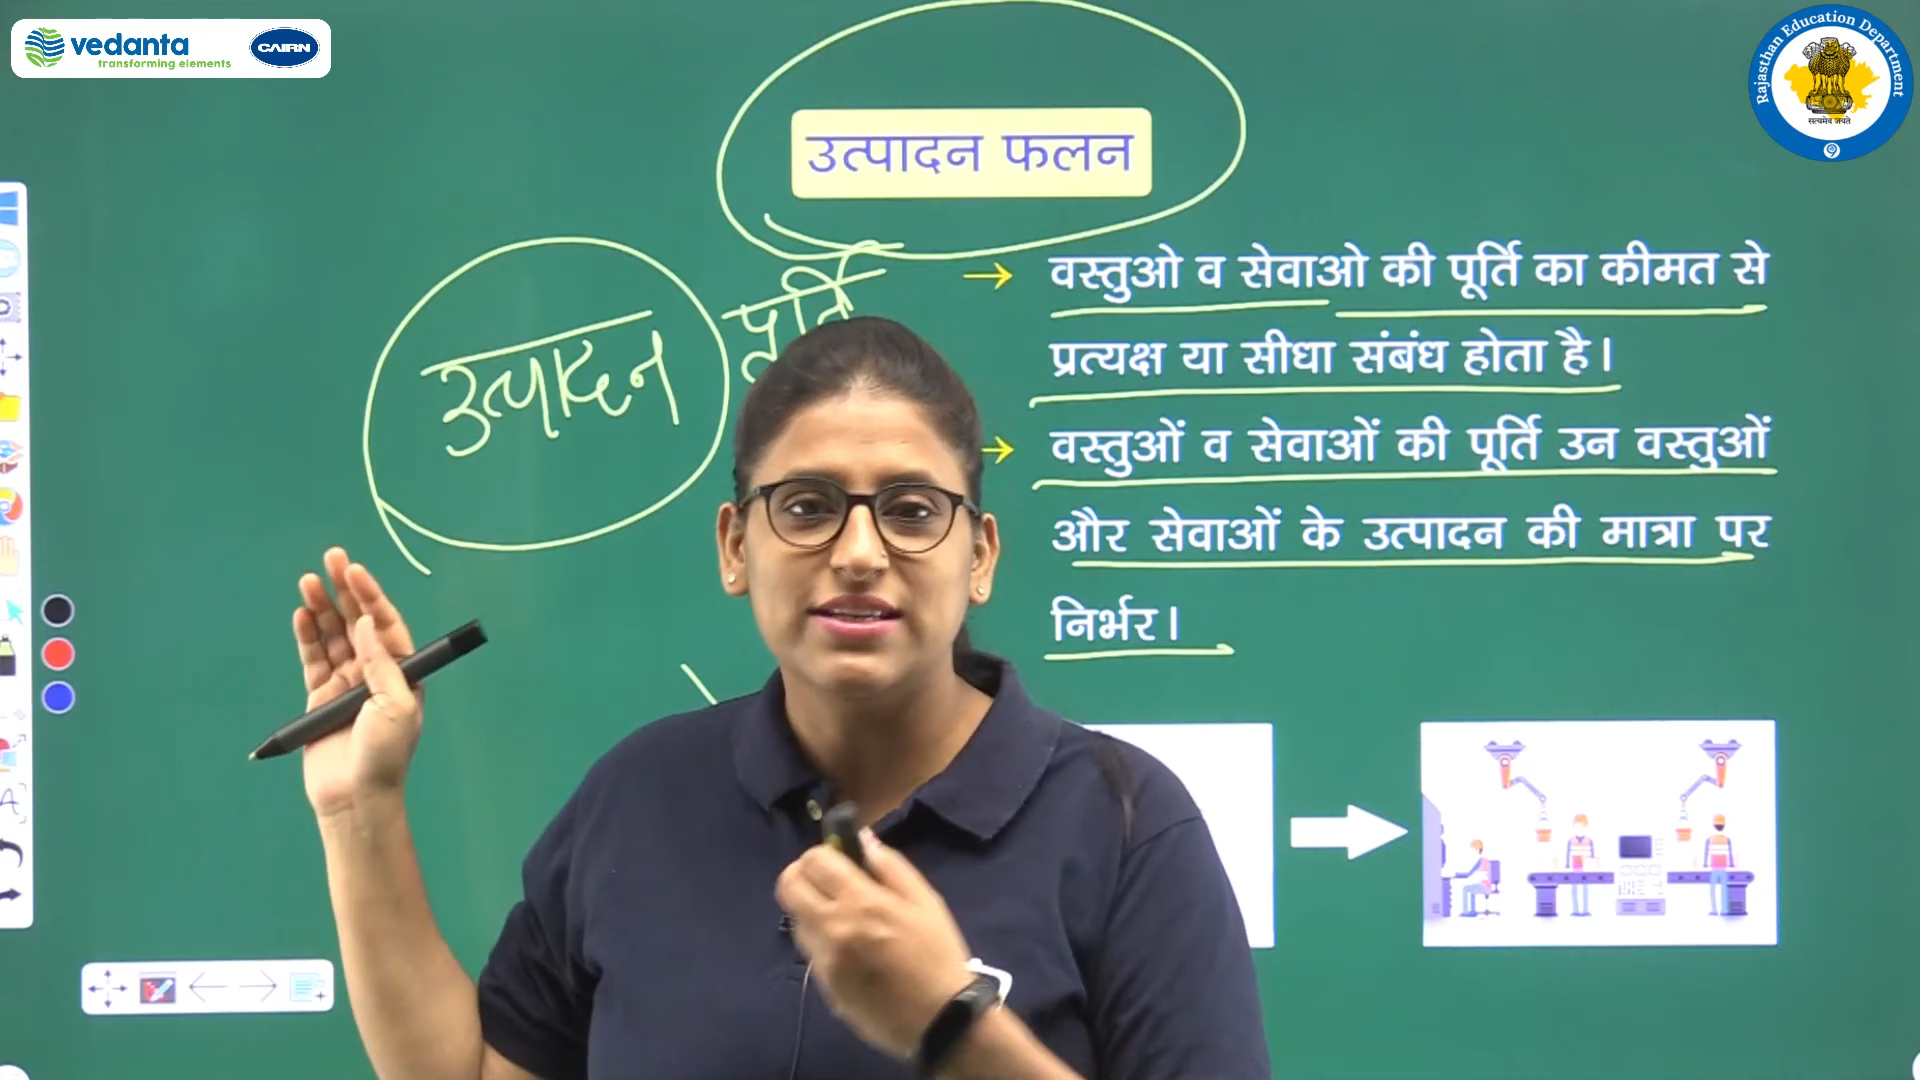 vedanta
transforming elements
CAIRN
Rajasthan Education Department
सत्यमेव जयते
उत्पादन फलन
उत्पादन
पूर्ति
→ वस्तुओ व सेवाओ की पूर्ति का कीमत से
प्रत्यक्ष या सीधा संबंध होता है।
→ वस्तुओं व सेवाओं की पूर्ति उन वस्तुओं
और सेवाओं के उत्पादन की मात्रा पर
निर्भर।